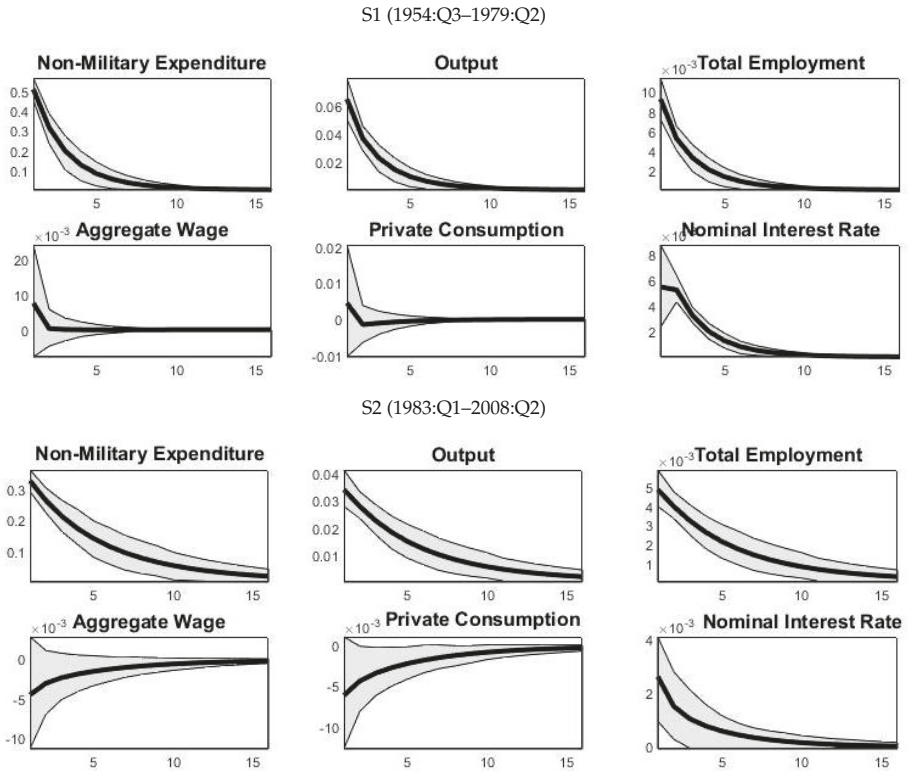 S1 (1954:Q3–1979:Q2)
Non-Military Expenditure
0.5
0.4
0.3
0.2
0.1
5 10 15
Output
0.06
0.04
0.02
5 10 15
×10⁻³ Total Employment
10
8
6
4
2
5 10 15
×10⁻³ Aggregate Wage
20
10
0
5 10 15
Private Consumption
0.02
0.01
0
-0.01
5 10 15
×10 Nominal Interest Rate
8
6
4
2
5 10 15
S2 (1983:Q1–2008:Q2)
Non-Military Expenditure
0.3
0.2
0.1
5 10 15
Output
0.04
0.03
0.02
0.01
5 10 15
×10⁻³ Total Employment
5
4
3
2
1
5 10 15
×10⁻³ Aggregate Wage
0
-5
-10
5 10 15
×10⁻³ Private Consumption
0
-5
-10
5 10 15
×10⁻³ Nominal Interest Rate
4
2
0
5 10 15